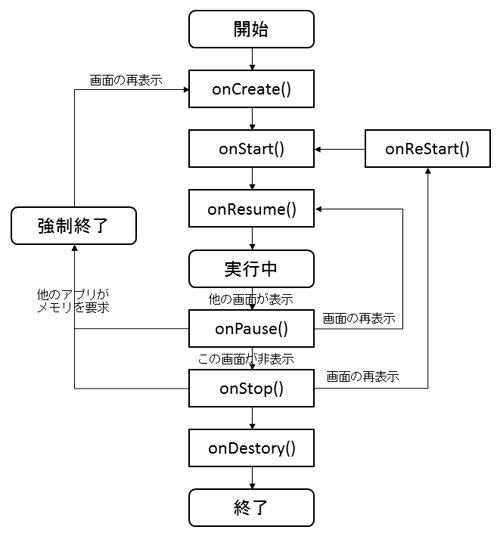 開始
画面の再表示
onCreate()
onStart()
onReStart()
onResume()
強制終了
実行中
他のアプリが
メモリを要求
他の画面が表示
onPause()
画面の再表示
この画面が非表示
onStop()
画面の再表示
onDestory()
終了